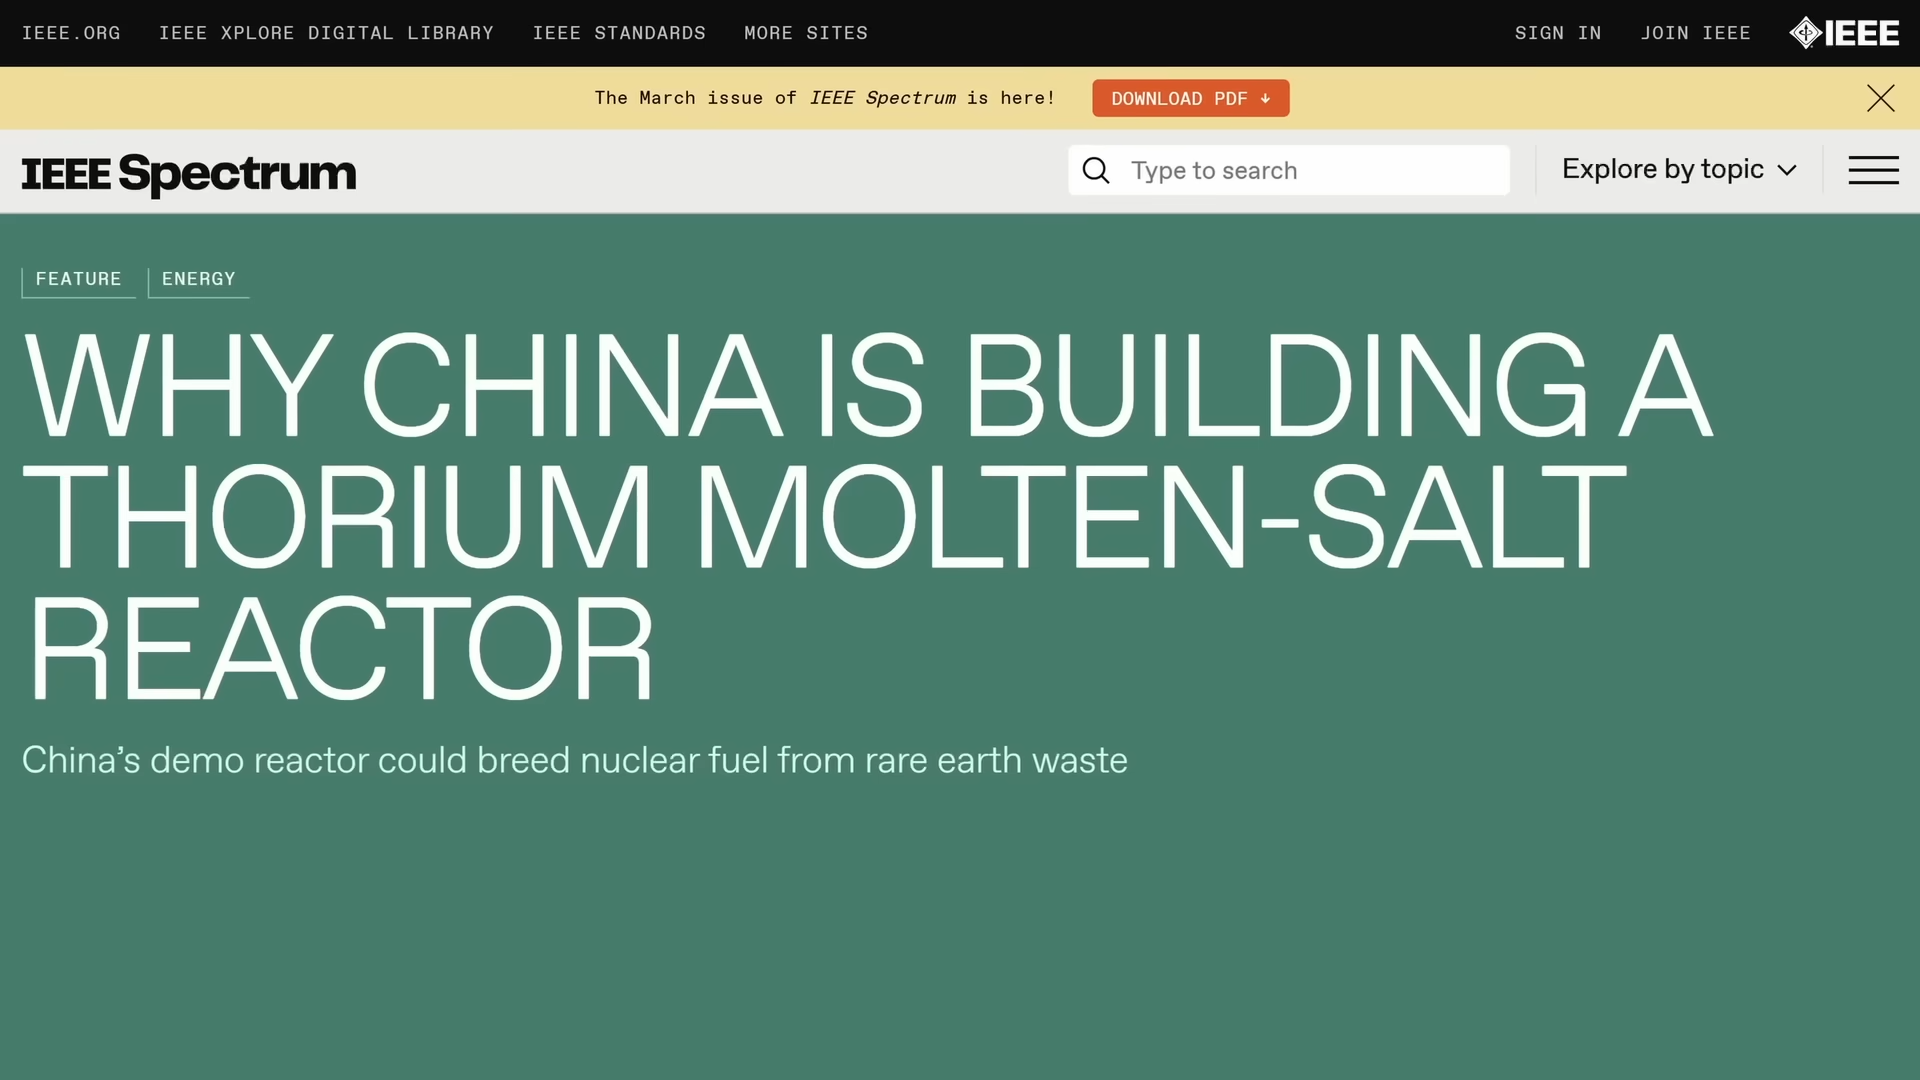 IEEE.ORG IEEE XPLORE DIGITAL LIBRARY IEEE STANDARDS MORE SITES SIGN IN JOIN IEEE IEEE
The March issue of IEEE Spectrum is here! DOWNLOAD PDF ↓
IEEE Spectrum Type to search Explore by topic
FEATURE ENERGY
WHY CHINA IS BUILDING A
THORIUM MOLTEN-SALT
REACTOR
China’s demo reactor could breed nuclear fuel from rare earth waste